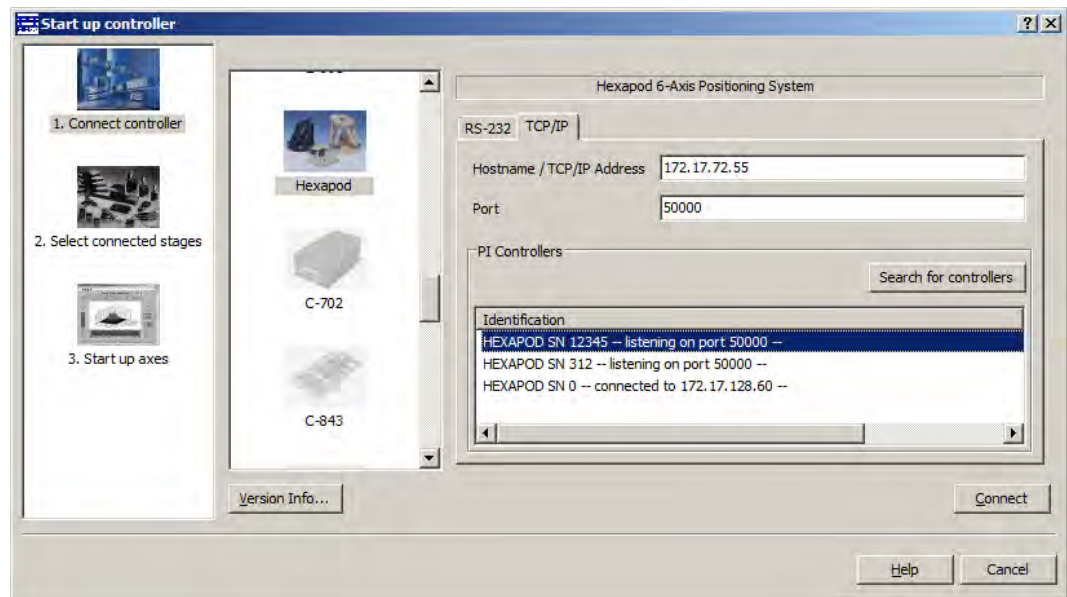 Start up controller
1. Connect controller
2. Select connected stages
3. Start up axes
Hexapod
C-702
C-843
Version Info...
Hexapod 6-Axis Positioning System
RS-232
TCP/IP
Hostname / TCP/IP Address 172.17.72.55
Port 50000
PI Controllers
Search for controllers
Identification
HEXAPOD SN 12345 -- listening on port 50000 --
HEXAPOD SN 312 -- listening on port 50000 --
HEXAPOD SN 0 -- connected to 172.17.128.60 --
Connect
Help
Cancel